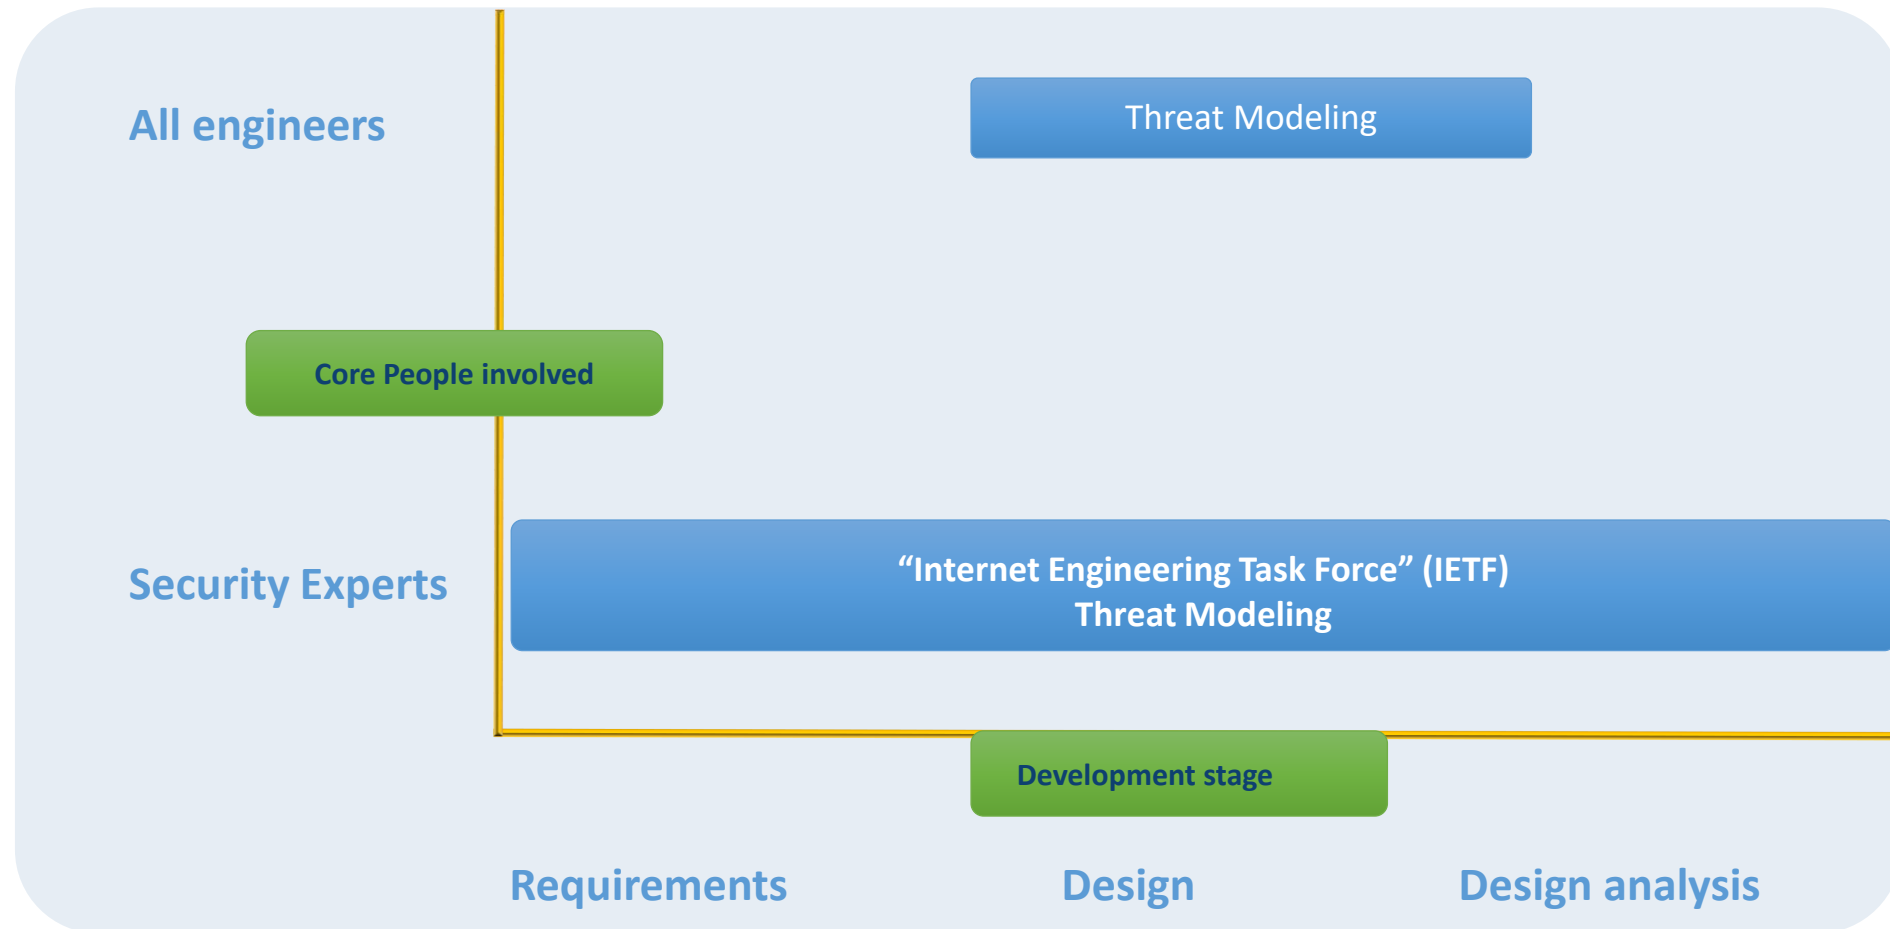 All engineers
Threat Modeling
Core People involved
Security Experts
“Internet Engineering Task Force” (IETF)
Threat Modeling
Development stage
Requirements
Design
Design analysis